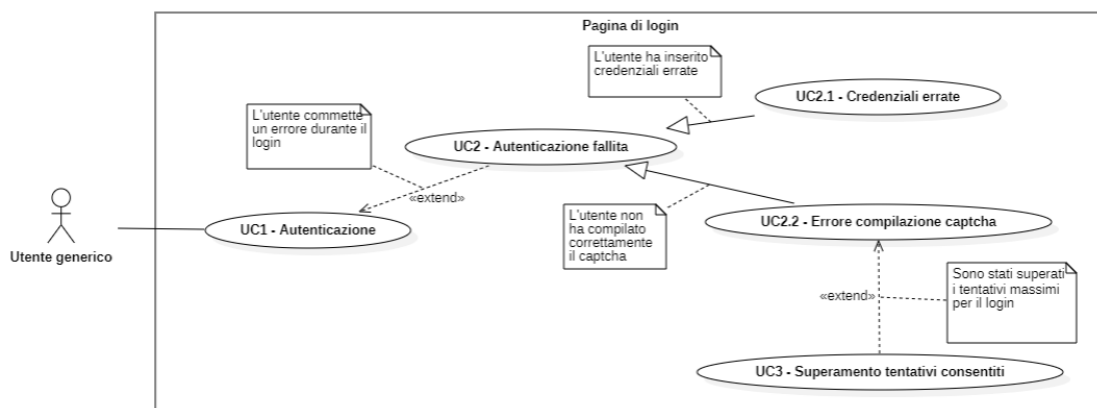 Pagina di login
L'utente ha inserito
credenziali errate
UC2.1 - Credenziali errate
L'utente commette
un errore durante il
login
UC2 - Autenticazione fallita
«extend»
UC1 - Autenticazione
Utente generico
L'utente non
ha compilato
correttamente
il captcha
UC2.2 - Errore compilazione captcha
«extend»
Sono stati superati
i tentativi massimi
per il login
UC3 - Superamento tentativi consentiti